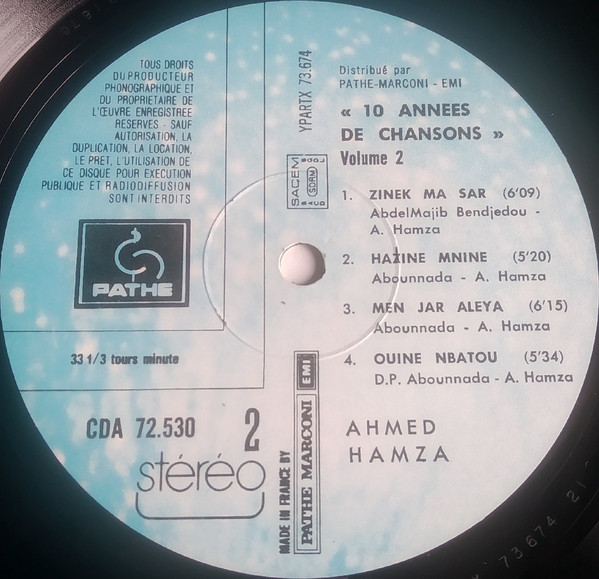 TOUS DROITS
DU PRODUCTEUR
PHONOGRAPHIQUE ET
DU PROPRIETAIRE DE
L'ŒUVRE ENREGISTREE
RESERVES - SAUF
AUTORISATION, LA
DUPLICATION, LA LOCATION,
LE PRET, L'UTILISATION DE
CE DISQUE POUR EXECUTION
PUBLIQUE ET RADIODIFFUSION
SONT INTERDITS
PATHE
33 1/3 tours minute
CDA 72.530
2
stéréo
YPARTX 73.674
SACEM
SDRM
Distribué par
PATHE-MARCONI - EMI
« 10 ANNEES
DE CHANSONS »
Volume 2
1. ZINEK MA SAR (6'09)
AbdelMajib Bendjedou -
A. Hamza
2. HAZINE MNINE (5'20)
Abounnada - A. Hamza
3. MEN JAR ALEYA (6'15)
Abounnada - A. Hamza
4. OUINE NBATOU (5'34)
D.P. Abounnada - A. Hamza
AHMED
HAMZA
MADE IN FRANCE BY
PATHE MARCONI EMI
73674 21